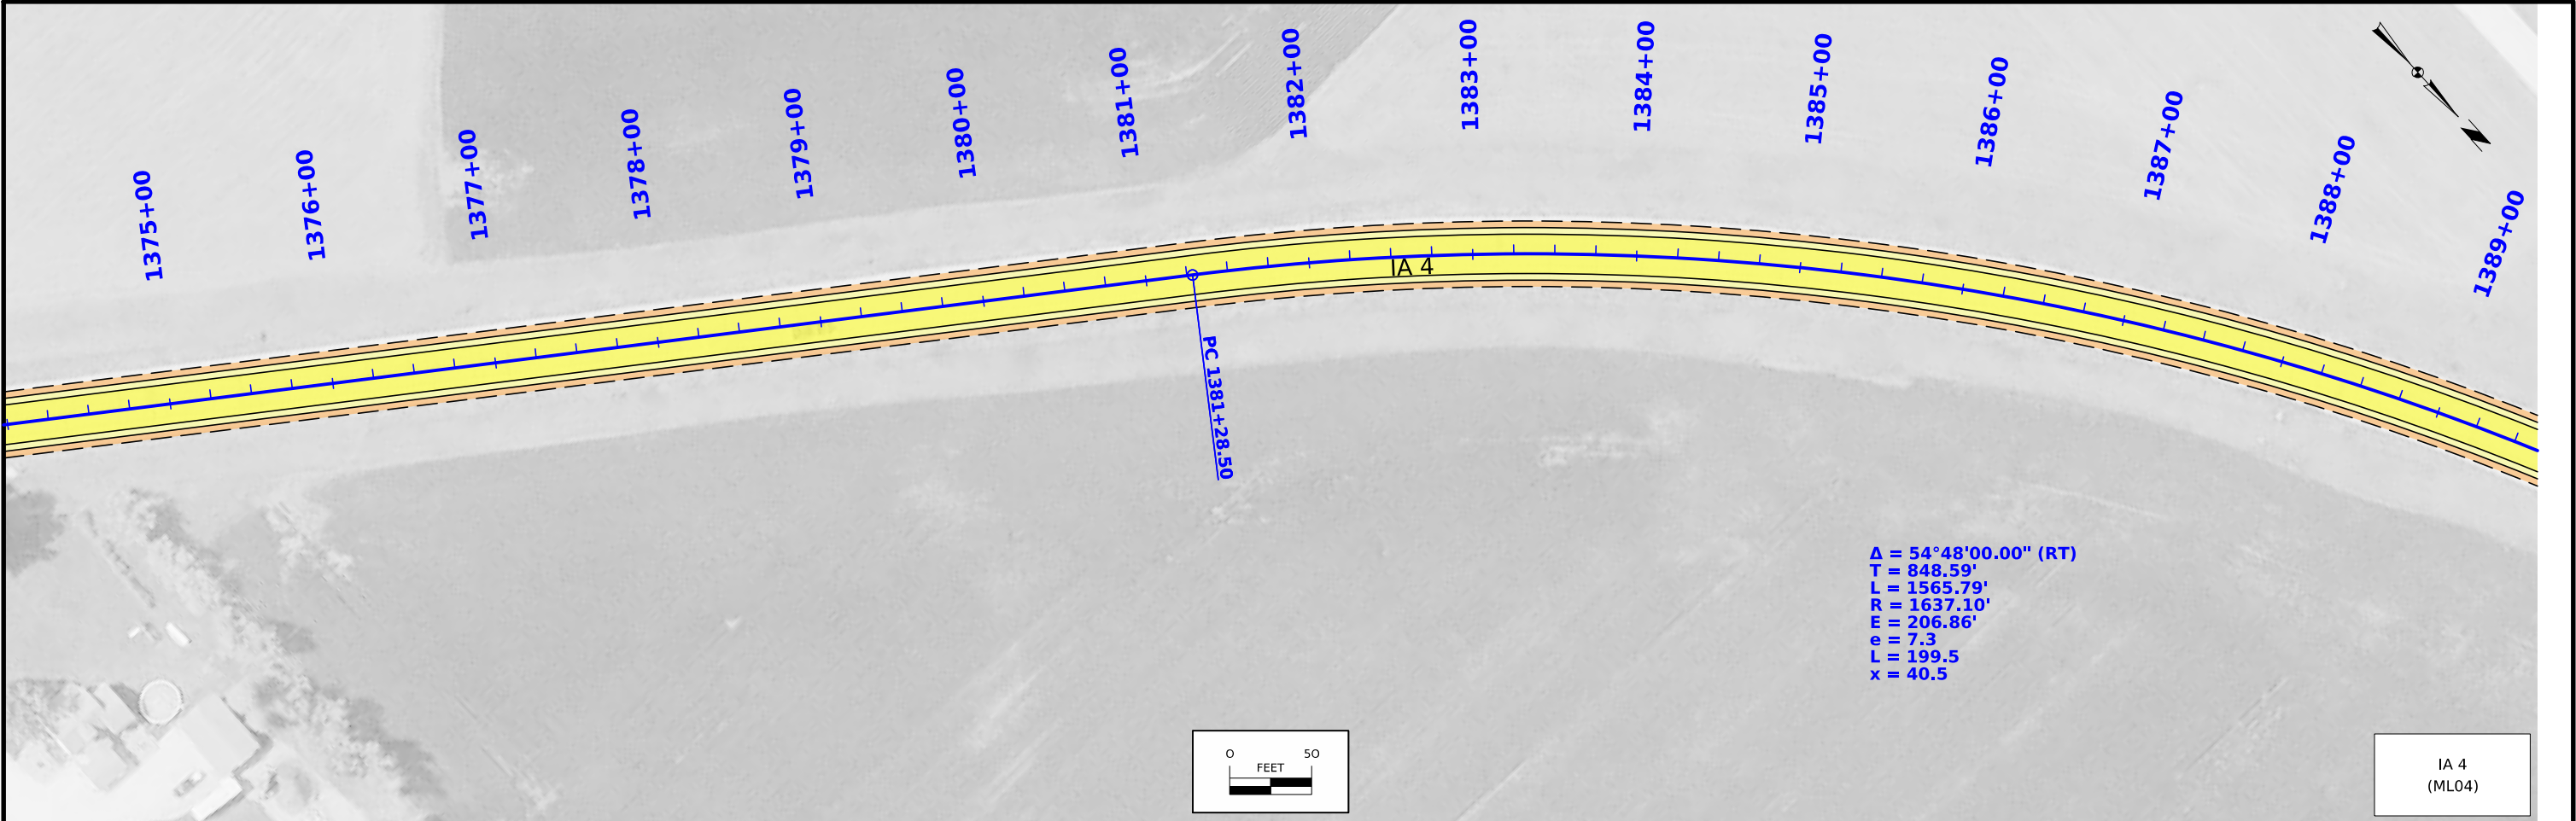 1375+00
1376+00
1377+00
1378+00
1379+00
1380+00
1381+00
1382+00
1383+00
1384+00
1385+00
1386+00
1387+00
1388+00
1389+00
N
IA 4
PC 1381+28.50
Δ = 54°48'00.00" (RT)
T = 848.59'
L = 1565.79'
R = 1637.10'
E = 206.86'
e = 7.3
L = 199.5
x = 40.5
0 50
FEET
IA 4
(ML04)